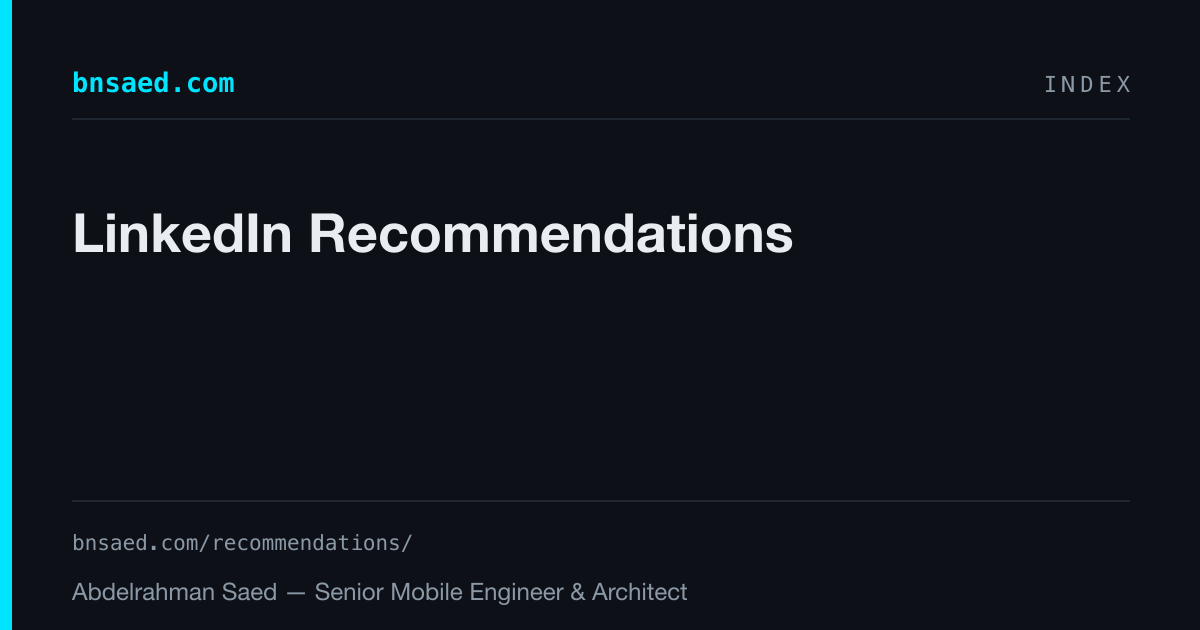 bnsaed.com
INDEX
LinkedIn Recommendations
bnsaed.com/recommendations/
Abdelrahman Saed — Senior Mobile Engineer & Architect